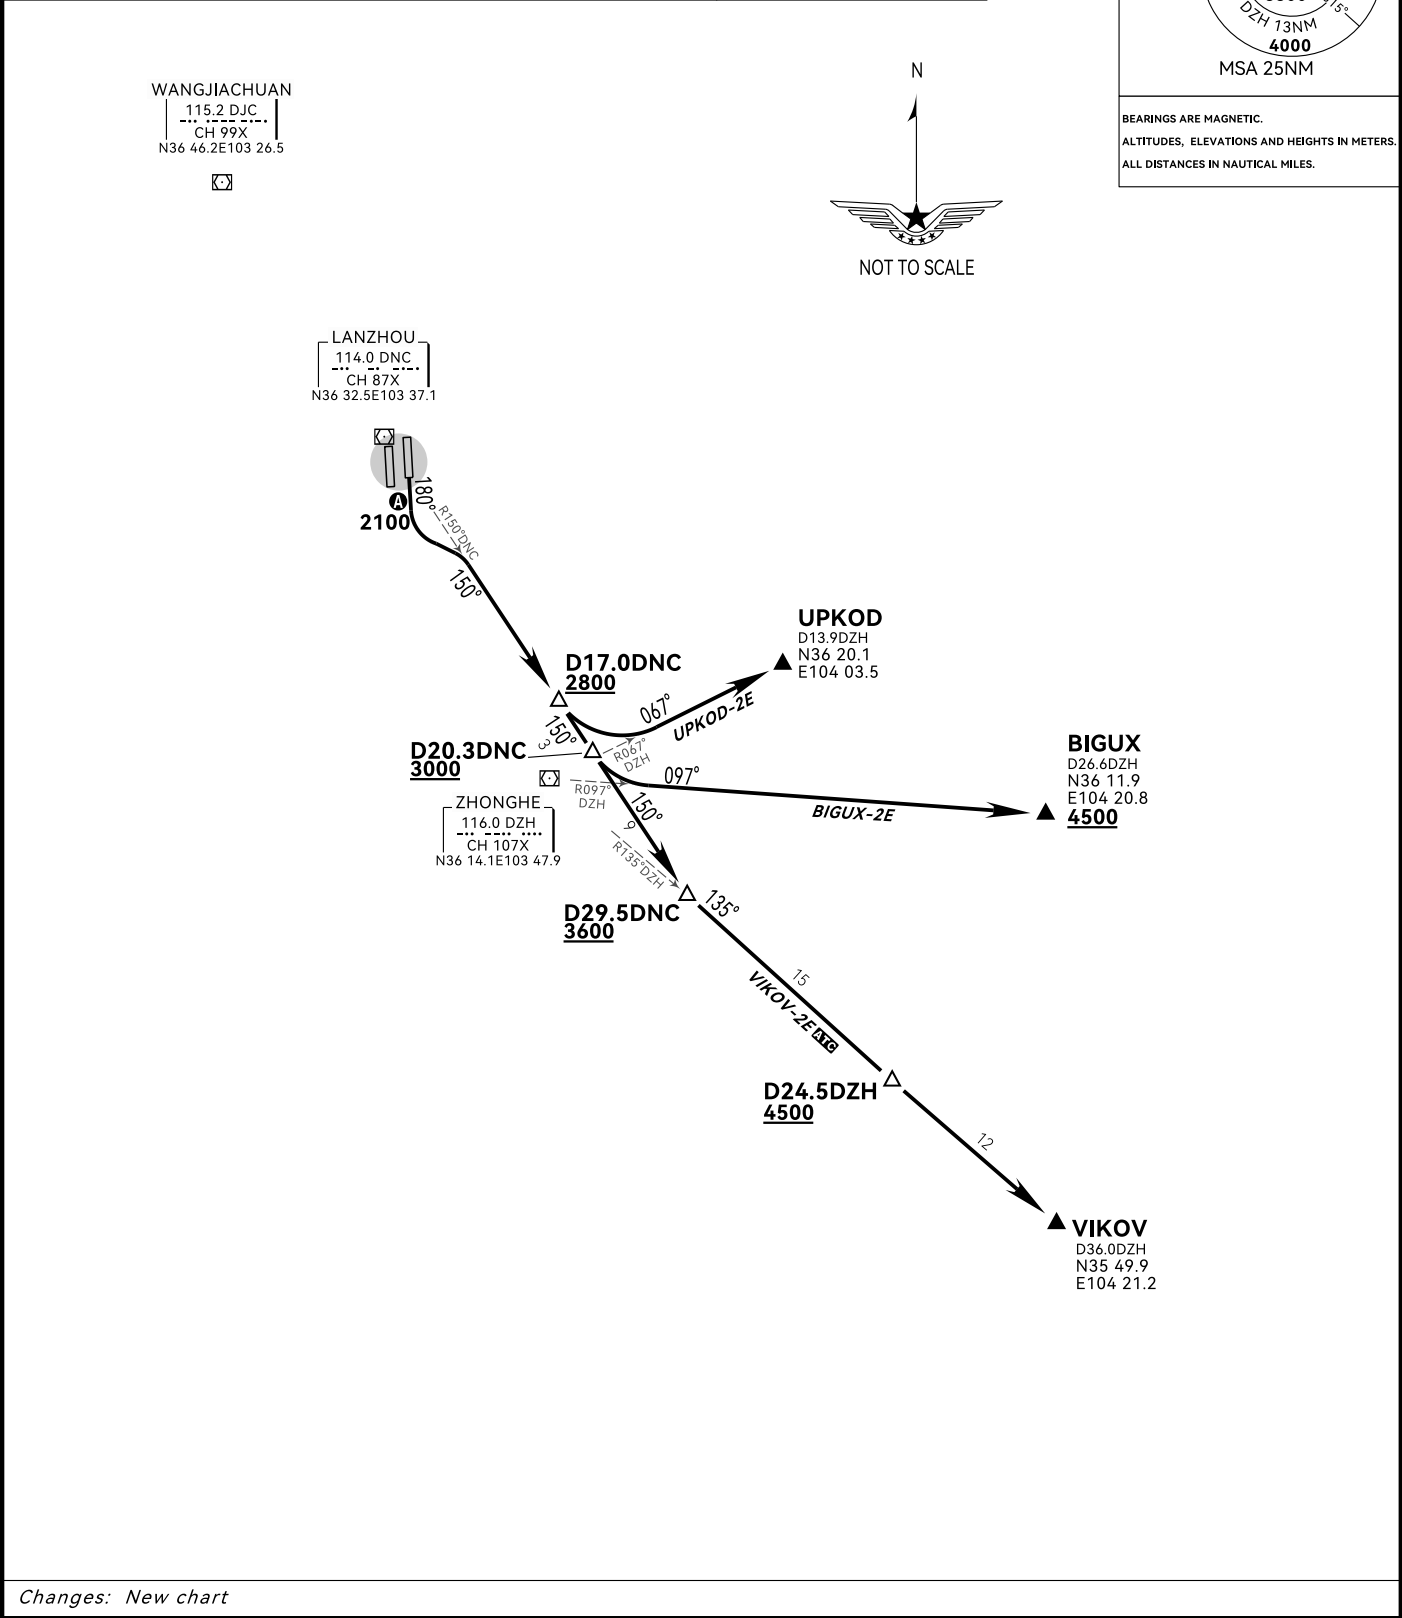 DZH 13NM
4000
MSA 25NM
BEARINGS ARE MAGNETIC.
ALTITUDES, ELEVATIONS AND HEIGHTS IN METERS.
ALL DISTANCES IN NAUTICAL MILES.
N
NOT TO SCALE
WANGJIACHUAN
115.2 DJC
CH 99X
N36 46.2E103 26.5
LANZHOU
114.0 DNC
CH 87X
N36 32.5E103 37.1
180°
A
2100
R150°DNC
150°
D17.0DNC
2800
UPKOD
D13.9DZH
N36 20.1
E104 03.5
067°
UPKOD-2E
150°
3
D20.3DNC
3000
R067°
DZH
R097°
DZH
097°
BIGUX-2E
BIGUX
D26.6DZH
N36 11.9
E104 20.8
4500
ZHONGHE
116.0 DZH
CH 107X
N36 14.1E103 47.9
150°
9
R135°DZH
D29.5DNC
3600
135°
15
VIKOV-2E ATC
D24.5DZH
4500
12
VIKOV
D36.0DZH
N35 49.9
E104 21.2
Changes: New chart